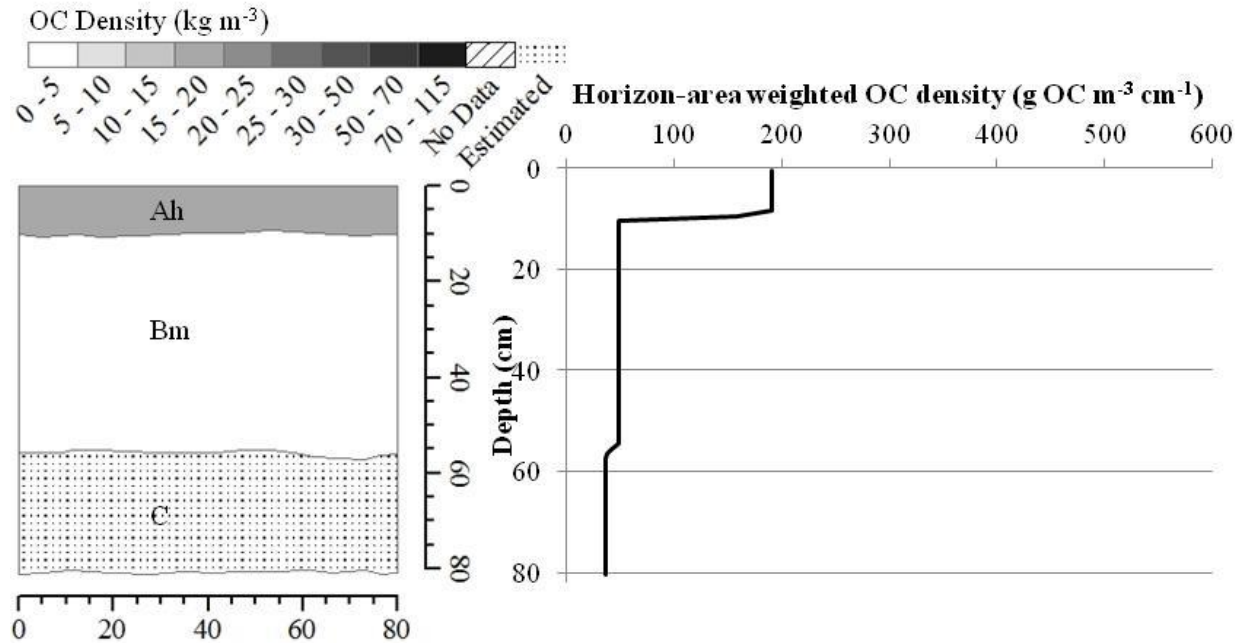 OC Density (kg m⁻³)
0 - 5
5 - 10
10 - 15
15 - 20
20 - 25
25 - 30
30 - 50
50 - 70
70 - 115
No Data
Estimated
Ah
Bm
C
0
20
40
60
80
0 20 40 60 80
Horizon-area weighted OC density (g OC m⁻³ cm⁻¹)
0 100 200 300 400 500 600
Depth (cm)
0
20
40
60
80